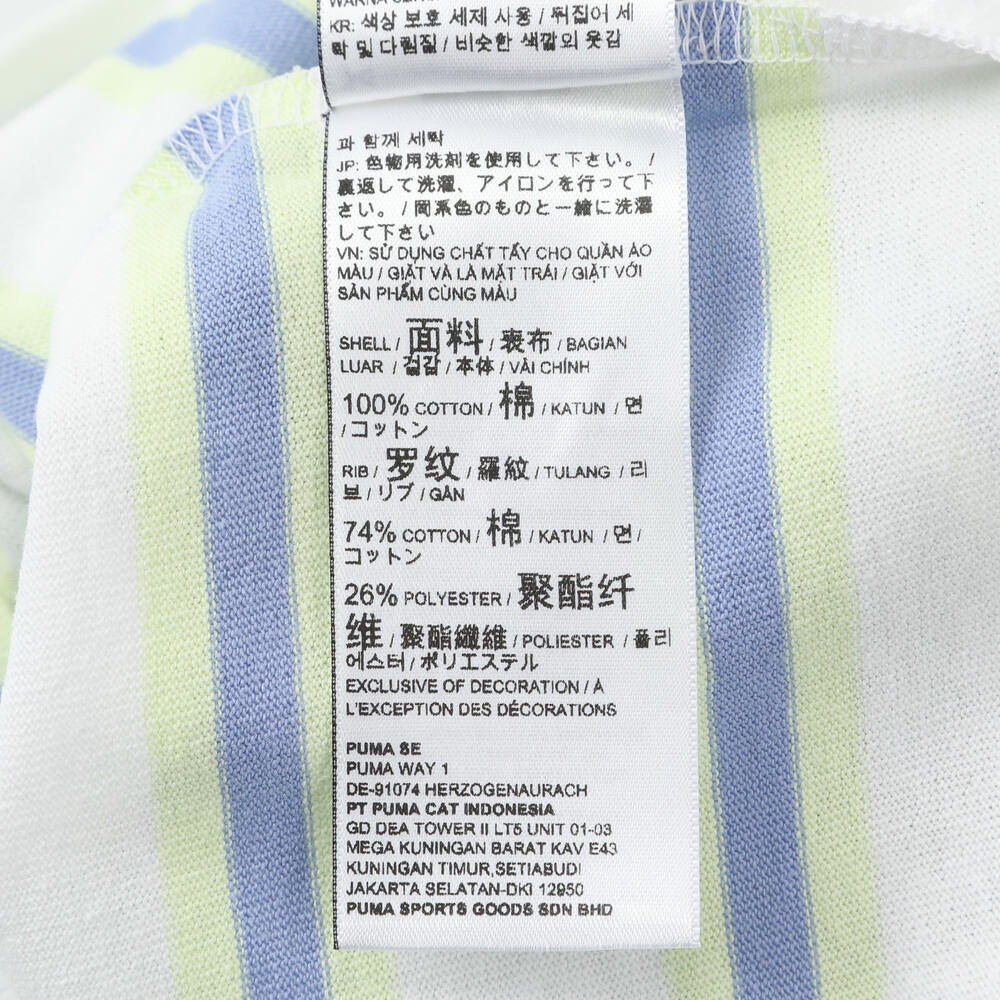 KR: 색상 보호 세제 사용 / 뒤집어 세
탁 및 다림질 / 비슷한 색깔의 옷감
과 함께 세탁
JP: 色物用洗剤を使用して下さい。 /
裏返して洗濯、アイロンを行って下
さい。 / 同系色のものと一緒に洗濯
して下さい
VN: SỬ DỤNG CHẤT TẨY CHO QUẦN ÁO
MÀU / GIẶT VÀ LÀ MẶT TRÁI / GIẶT VỚI
SẢN PHẨM CÙNG MÀU
SHELL / 面料 / 表布 / BAGIAN
LUAR / 겉감 / 本体 / VẢI CHÍNH
100% COTTON / 棉 / KATUN / 면
/ コットン
RIB / 罗纹 / 羅紋 / TULANG / 리
브 / リブ / GÂN
74% COTTON / 棉 / KATUN / 면 /
コットン
26% POLYESTER / 聚酯纤
维 / 聚酯纖維 / POLIESTER / 폴리
에스터 / ポリエステル
EXCLUSIVE OF DECORATION / À
L'EXCEPTION DES DÉCORATIONS
PUMA SE
PUMA WAY 1
DE-91074 HERZOGENAURACH
PT PUMA CAT INDONESIA
GD DEA TOWER II LT5 UNIT 01-03
MEGA KUNINGAN BARAT KAV E43
KUNINGAN TIMUR,SETIABUDI
JAKARTA SELATAN-DKI 12950
PUMA SPORTS GOODS SDN BHD